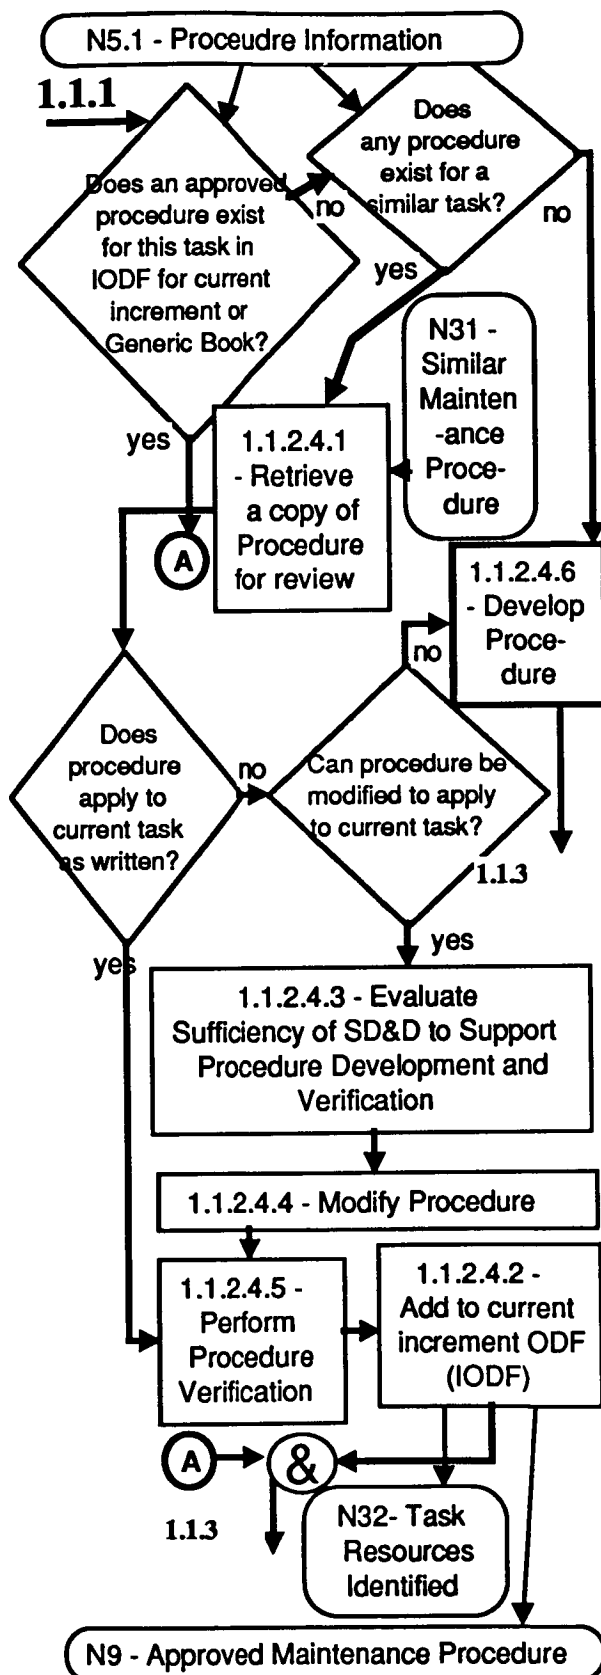 N5.1 - Proceudre Information
1.1.1
Does an approved
procedure exist
for this task in
IODF for current
increment or
Generic Book?
no
yes
Does
any procedure
exist for a
similar task?
no
yes
N31 -
Similar
Mainten
-ance
Proce-
dure
1.1.2.4.1
- Retrieve
a copy of
Procedure
for review
A
1.1.2.4.6
- Develop
Proce-
dure
no
Does
procedure
apply to
current task
as written?
no
Can procedure be
modified to apply
to current task?
1.1.3
yes
yes
1.1.2.4.3 - Evaluate
Sufficiency of SD&D to Support
Procedure Development and
Verification
1.1.2.4.4 - Modify Procedure
1.1.2.4.5 -
Perform
Procedure
Verification
1.1.2.4.2 -
Add to current
increment ODF
(IODF)
A
&
1.1.3
N32- Task
Resources
Identified
N9 - Approved Maintenance Procedure